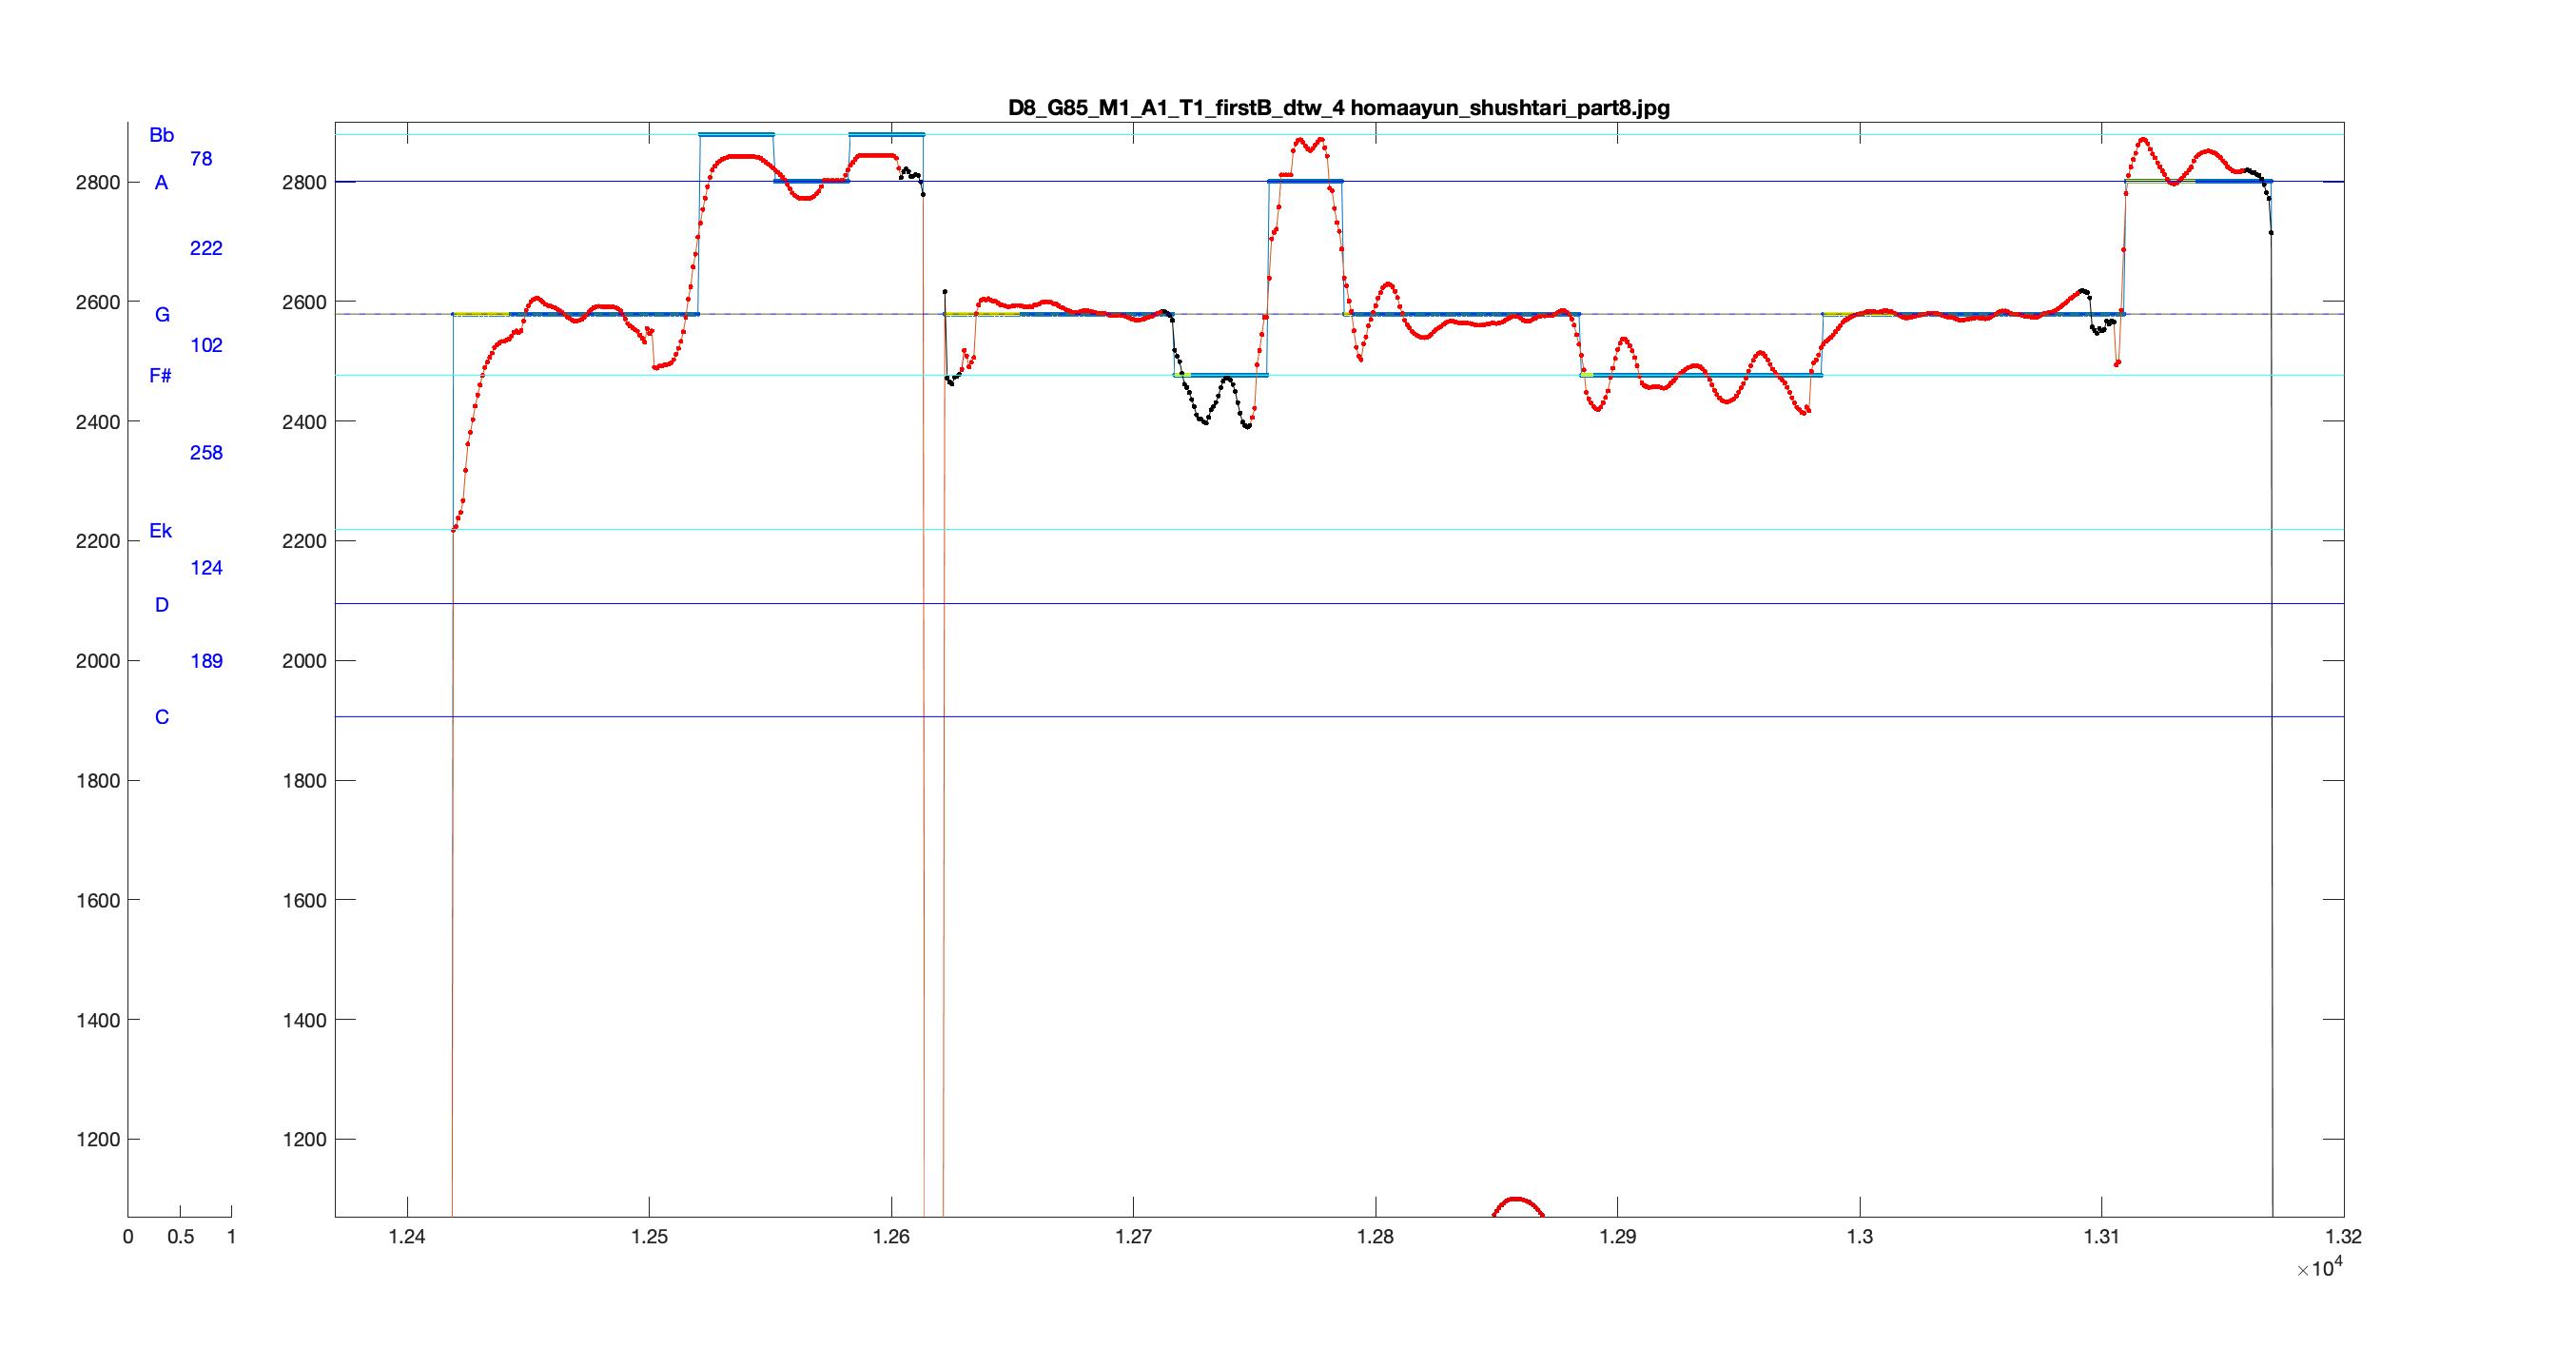 D8_G85_M1_A1_T1_firstB_dtw_4 homaayun_shushtari_part8.jpg
Bb
78
2800 A 2800
222
2600 2600
G
102
F#
2400 2400
258
Ek
2200 2200
124
D
2000 189 2000
C
1800 1800
1600 1600
1400 1400
1200 1200
0 0.5 1 1.24 1.25 1.26 1.27 1.28 1.29 1.3 1.31 1.32
×10^4